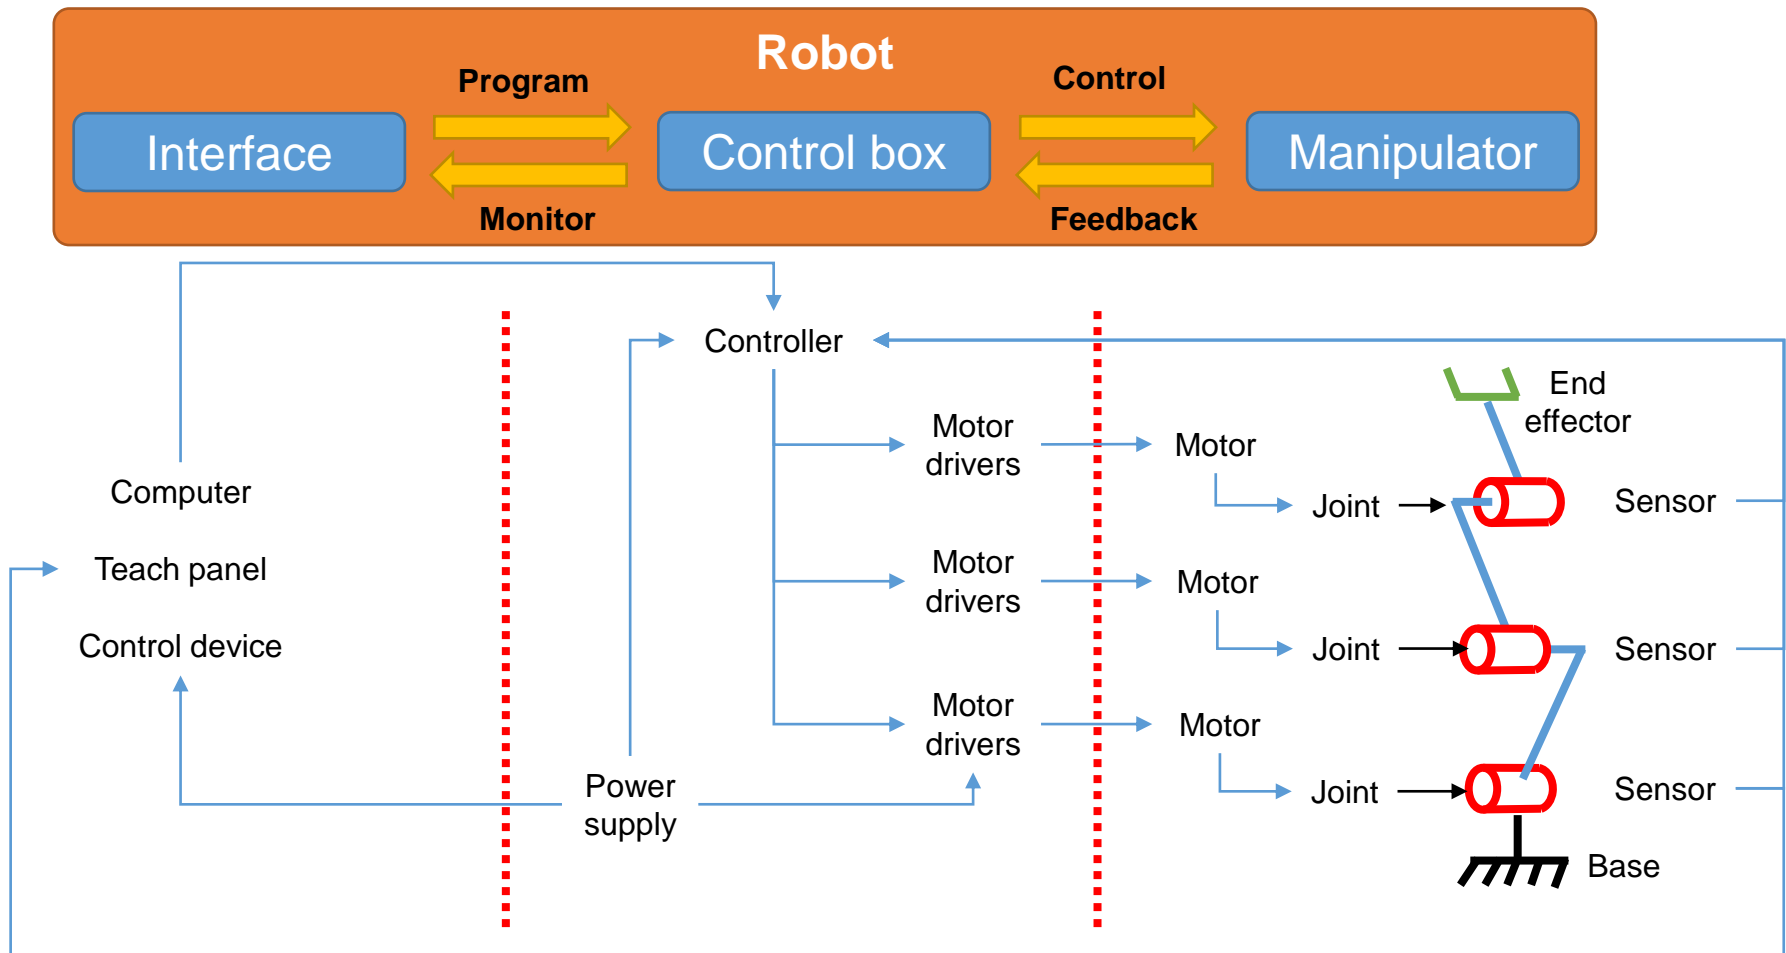 Robot
Program
Control
Interface
Control box
Manipulator
Monitor
Feedback
Controller
End
effector
Motor
drivers
Motor
Computer
Joint
Sensor
Teach panel
Motor
drivers
Motor
Control device
Joint
Sensor
Motor
drivers
Motor
Power
supply
Joint
Sensor
Base